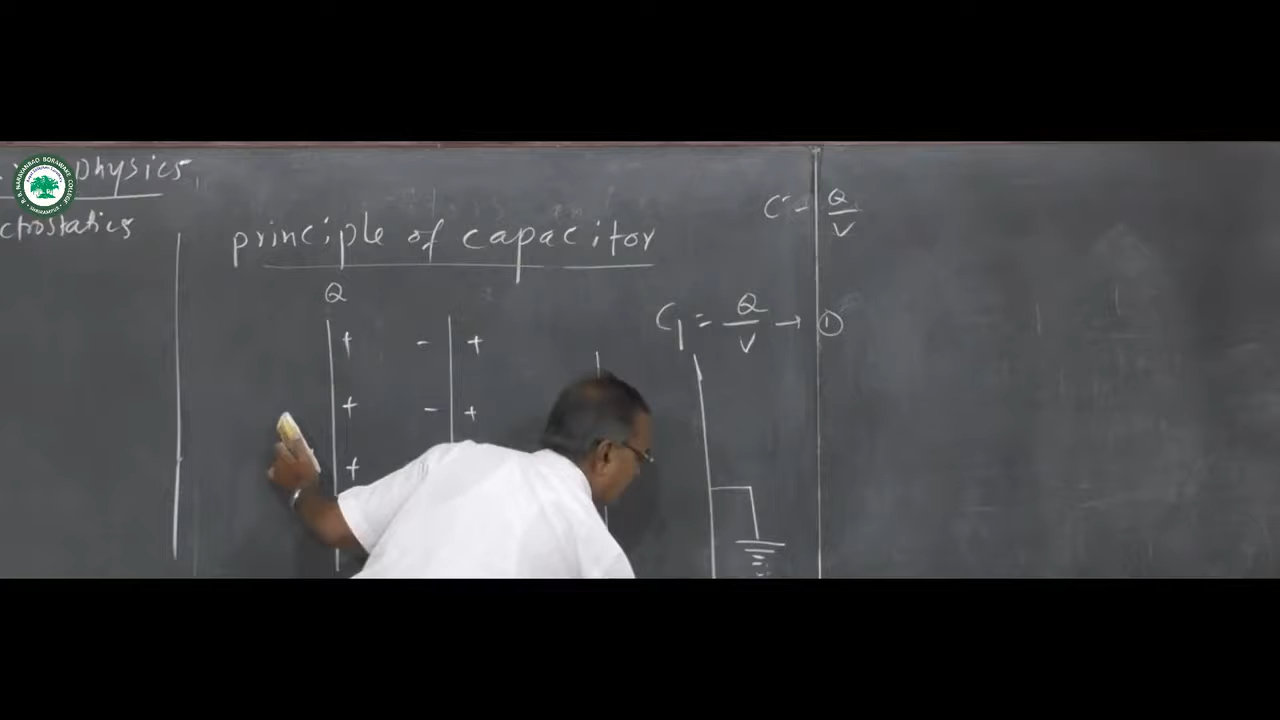 physics
ctrostatics
principle of capacitor
C = Q/V
Q
C₁ = Q/V → ①
+ - +
+ - +
+